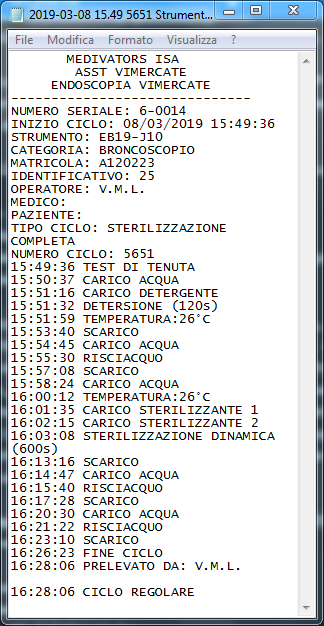 2019-03-08 15.49 5651 Strument...
File Modifica Formato Visualizza ?
MEDIVATORS ISA
ASST VIMERCATE
ENDOSCOPIA VIMERCATE
------------------------------
NUMERO SERIALE: 6-0014
INIZIO CICLO: 08/03/2019 15:49:36
STRUMENTO: EB19-J10
CATEGORIA: BRONCOSCOPIO
MATRICOLA: A120223
IDENTIFICATIVO: 25
OPERATORE: V.M.L.
MEDICO:
PAZIENTE:
TIPO CICLO: STERILIZZAZIONE
COMPLETA
NUMERO CICLO: 5651
15:49:36 TEST DI TENUTA
15:50:37 CARICO ACQUA
15:51:16 CARICO DETERGENTE
15:51:32 DETERSIONE (120s)
15:51:59 TEMPERATURA:26°C
15:53:40 SCARICO
15:54:45 CARICO ACQUA
15:55:30 RISCIACQUO
15:57:08 SCARICO
15:58:24 CARICO ACQUA
16:00:12 TEMPERATURA:26°C
16:01:35 CARICO STERILIZZANTE 1
16:02:15 CARICO STERILIZZANTE 2
16:03:08 STERILIZZAZIONE DINAMICA
(600s)
16:13:16 SCARICO
16:14:47 CARICO ACQUA
16:15:40 RISCIACQUO
16:17:28 SCARICO
16:20:30 CARICO ACQUA
16:21:22 RISCIACQUO
16:23:10 SCARICO
16:26:23 FINE CICLO
16:28:06 PRELEVATO DA: V.M.L.
16:28:06 CICLO REGOLARE